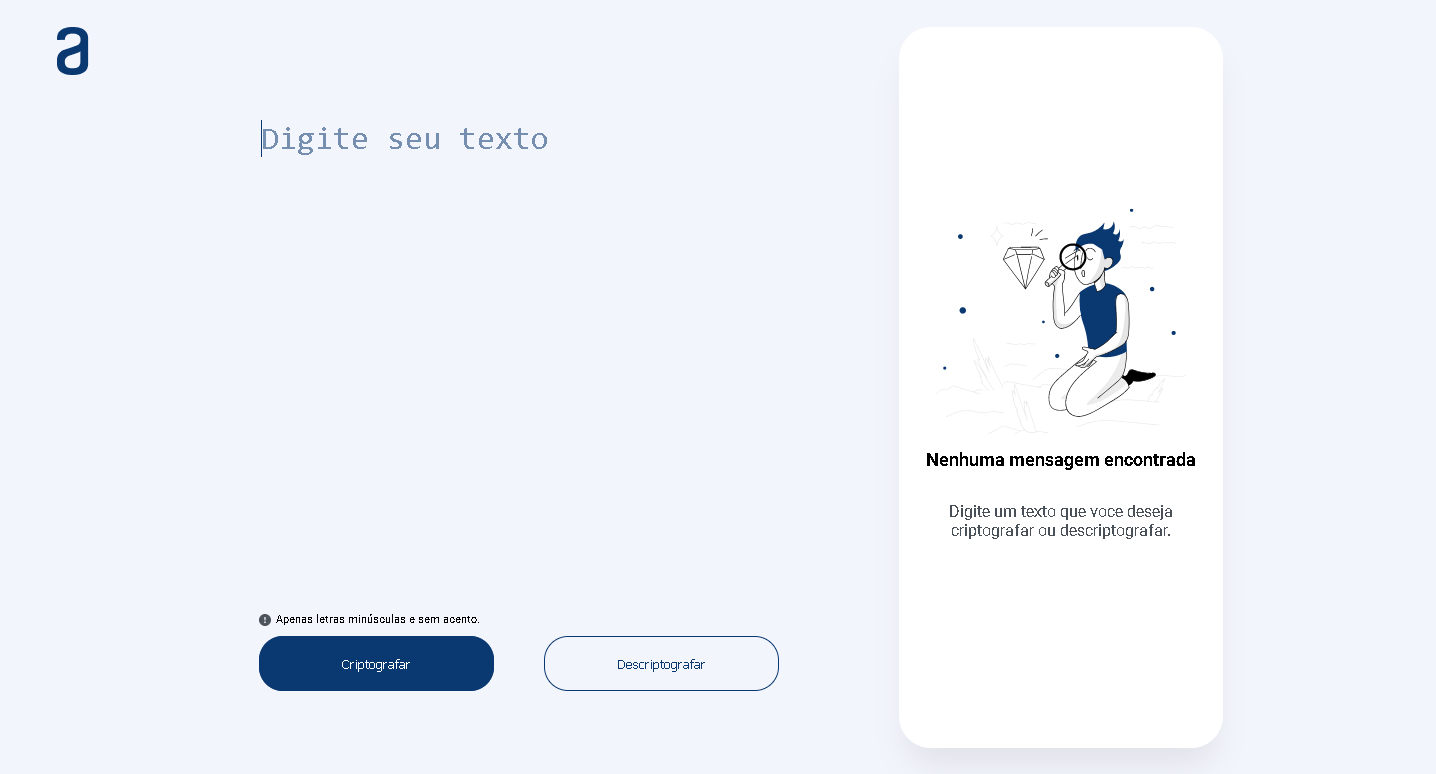 a
Digite seu texto
Nenhuma mensagem encontrada
Digite um texto que voce deseja
criptografar ou descriptografar.
Apenas letras minúsculas e sem acento.
Criptografar
Descriptografar